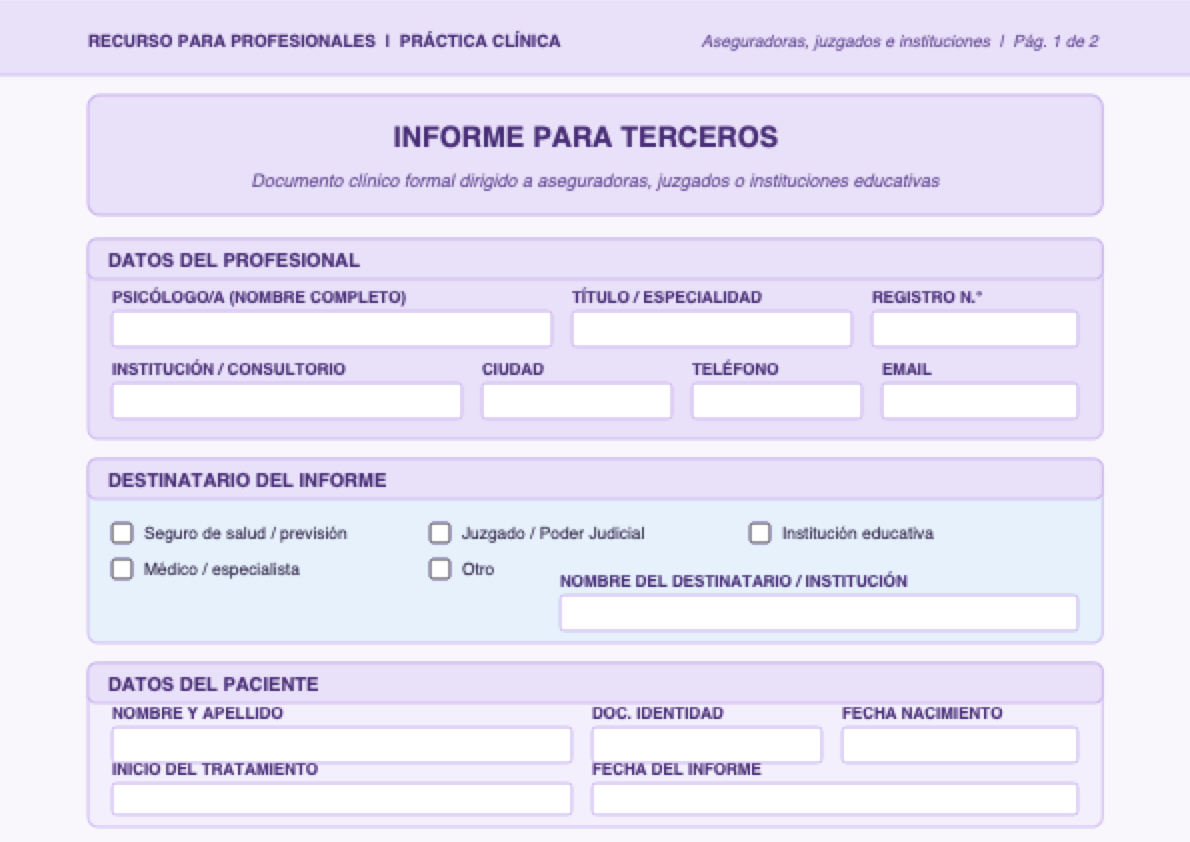 RECURSO PARA PROFESIONALES | PRÁCTICA CLÍNICA
Aseguradoras, juzgados e instituciones | Pág. 1 de 2
INFORME PARA TERCEROS
Documento clínico formal dirigido a aseguradoras, juzgados o instituciones educativas
DATOS DEL PROFESIONAL
PSICÓLOGO/A (NOMBRE COMPLETO)
TÍTULO / ESPECIALIDAD
REGISTRO N.°
INSTITUCIÓN / CONSULTORIO
CIUDAD
TELÉFONO
EMAIL
DESTINATARIO DEL INFORME
Seguro de salud / previsión
Juzgado / Poder Judicial
Institución educativa
Médico / especialista
Otro
NOMBRE DEL DESTINATARIO / INSTITUCIÓN
DATOS DEL PACIENTE
NOMBRE Y APELLIDO
DOC. IDENTIDAD
FECHA NACIMIENTO
INICIO DEL TRATAMIENTO
FECHA DEL INFORME